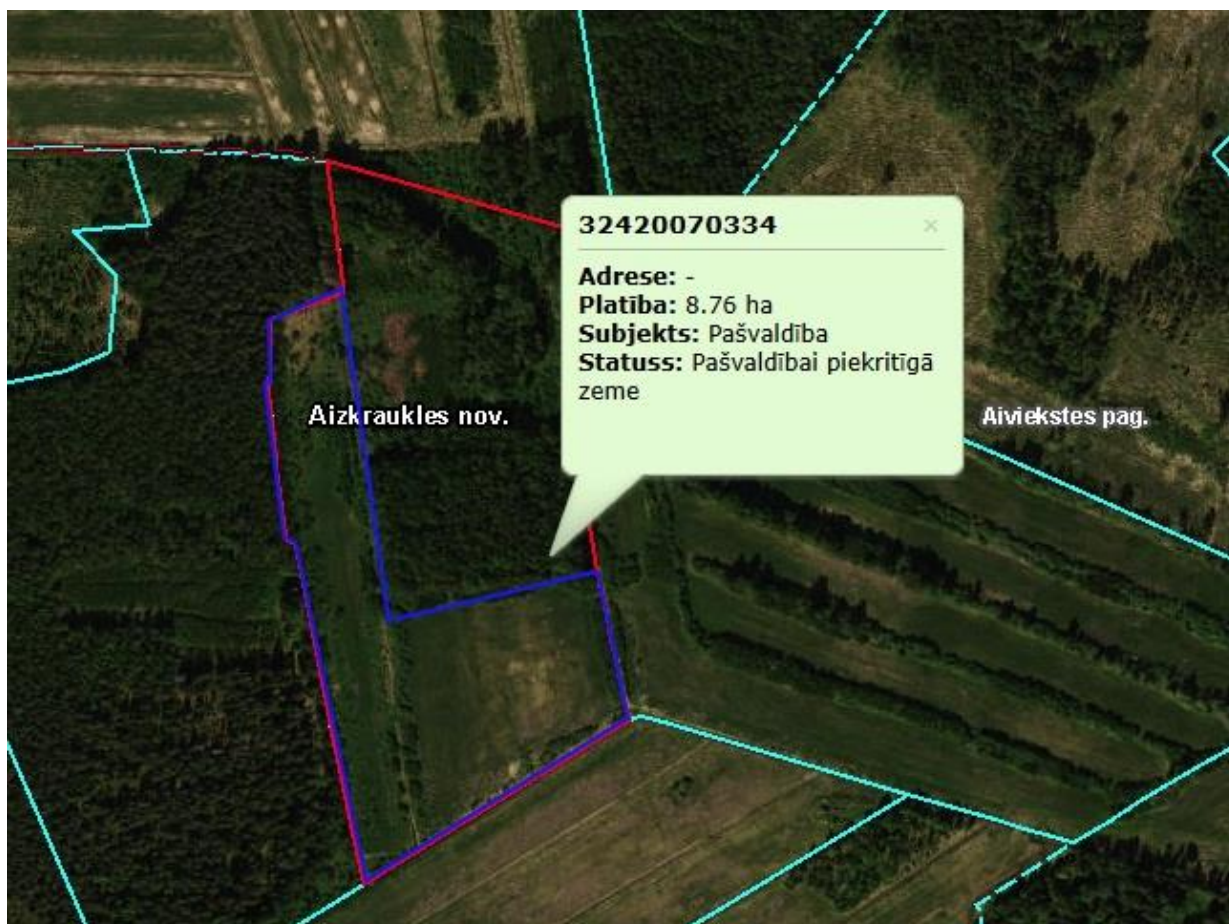 32420070334 ×
Adrese: -
Platība: 8.76 ha
Subjekts: Pašvaldība
Statuss: Pašvaldībai piekritīgā
zeme
Aizkraukles nov.
Aiviekstes pag.